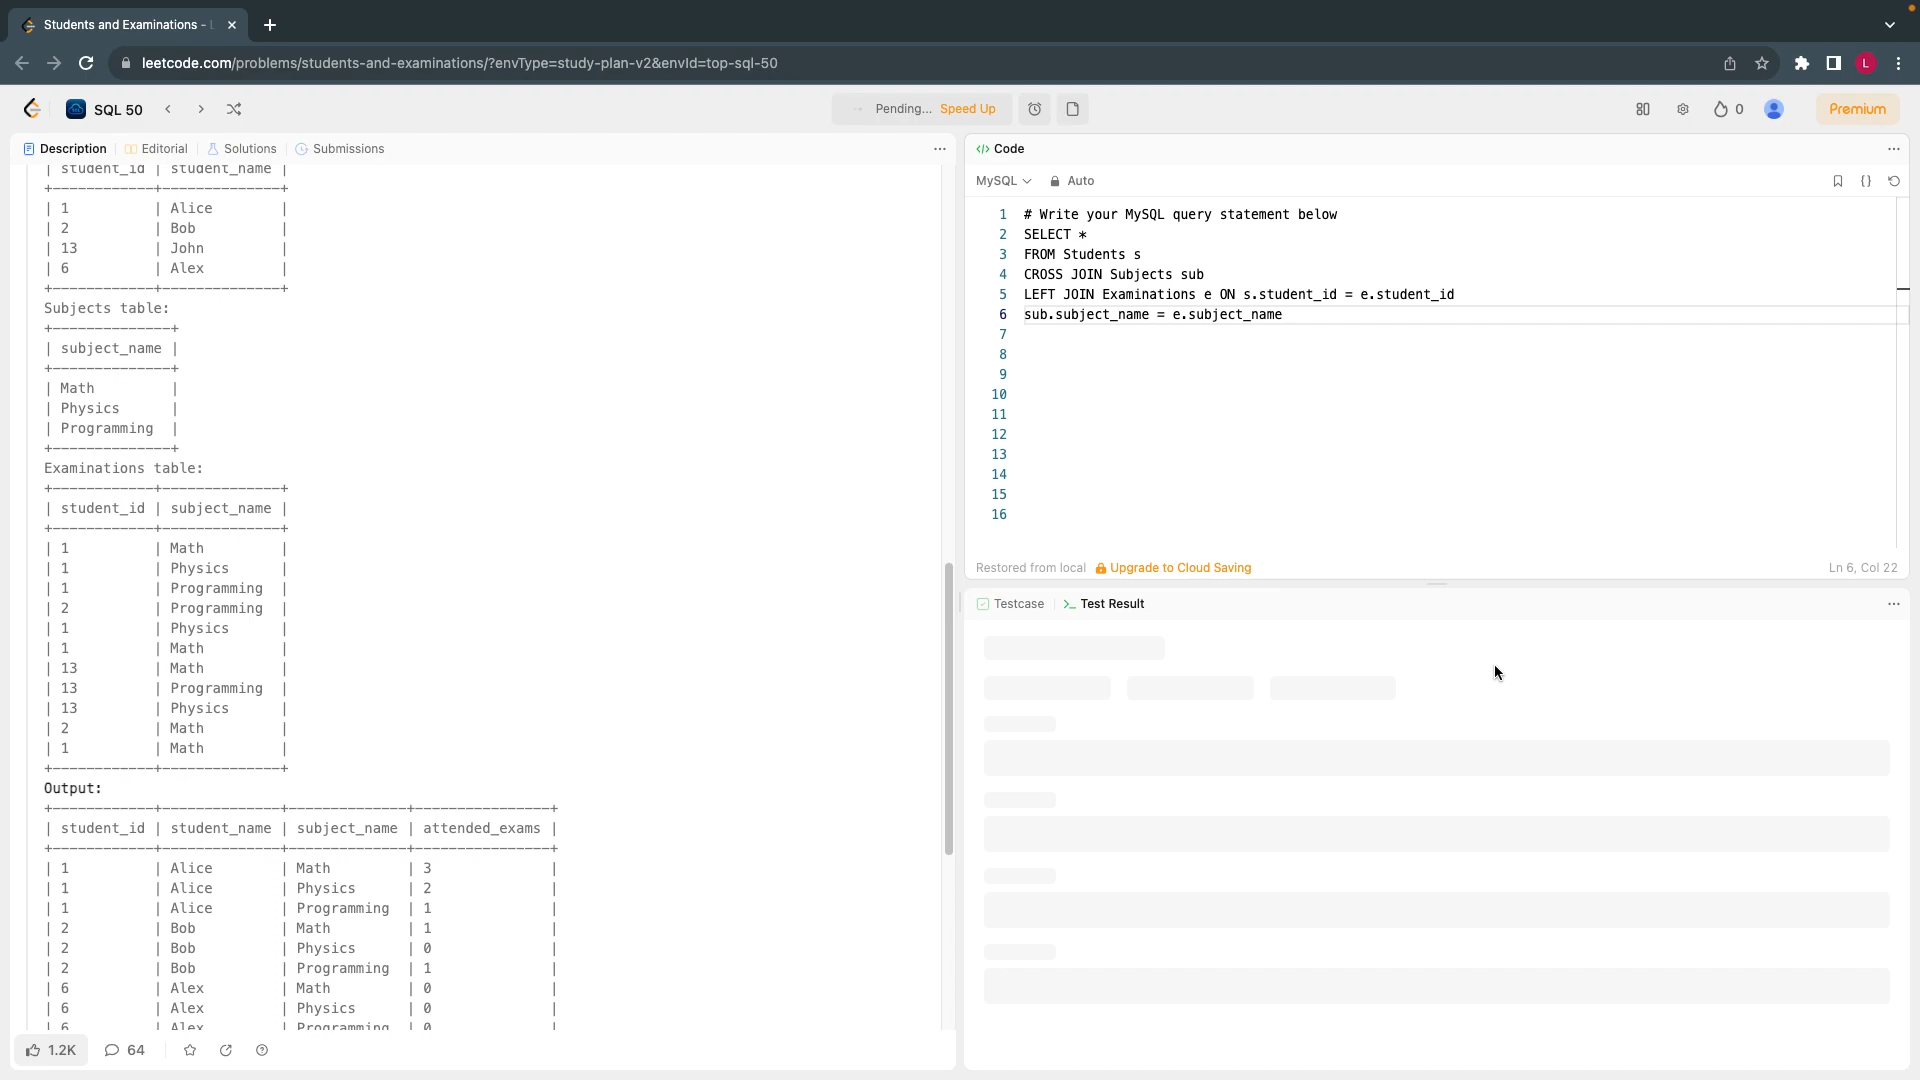 Students and Examinations - L
leetcode.com/problems/students-and-examinations/?envType=study-plan-v2&envId=top-sql-50
L
SQL 50
Pending... Speed Up
0
Premium
Description
Editorial
Solutions
Submissions
| student_id | student_name |
+------------+--------------+
| 1          | Alice        |
| 2          | Bob          |
| 13         | John         |
| 6          | Alex         |
+------------+--------------+
Subjects table:
+--------------+
| subject_name |
+--------------+
| Math         |
| Physics      |
| Programming  |
+--------------+
Examinations table:
+------------+--------------+
| student_id | subject_name |
+------------+--------------+
| 1          | Math         |
| 1          | Physics      |
| 1          | Programming  |
| 2          | Programming  |
| 1          | Physics      |
| 1          | Math         |
| 13         | Math         |
| 13         | Programming  |
| 13         | Physics      |
| 2          | Math         |
| 1          | Math         |
+------------+--------------+
Output:
+------------+--------------+--------------+----------------+
| student_id | student_name | subject_name | attended_exams |
+------------+--------------+--------------+----------------+
| 1          | Alice        | Math         | 3              |
| 1          | Alice        | Physics      | 2              |
| 1          | Alice        | Programming  | 1              |
| 2          | Bob          | Math         | 1              |
| 2          | Bob          | Physics      | 0              |
| 2          | Bob          | Programming  | 1              |
| 6          | Alex         | Math         | 0              |
| 6          | Alex         | Physics      | 0              |
| 6          | Alex         | Programming  | 0              |
1.2K
64
</> Code
MySQL
Auto
{}
1 # Write your MySQL query statement below
2 SELECT *
3 FROM Students s
4 CROSS JOIN Subjects sub
5 LEFT JOIN Examinations e ON s.student_id = e.student_id
6 sub.subject_name = e.subject_name
7
8
9
10
11
12
13
14
15
16
Restored from local
Upgrade to Cloud Saving
Ln 6, Col 22
Testcase
>_ Test Result